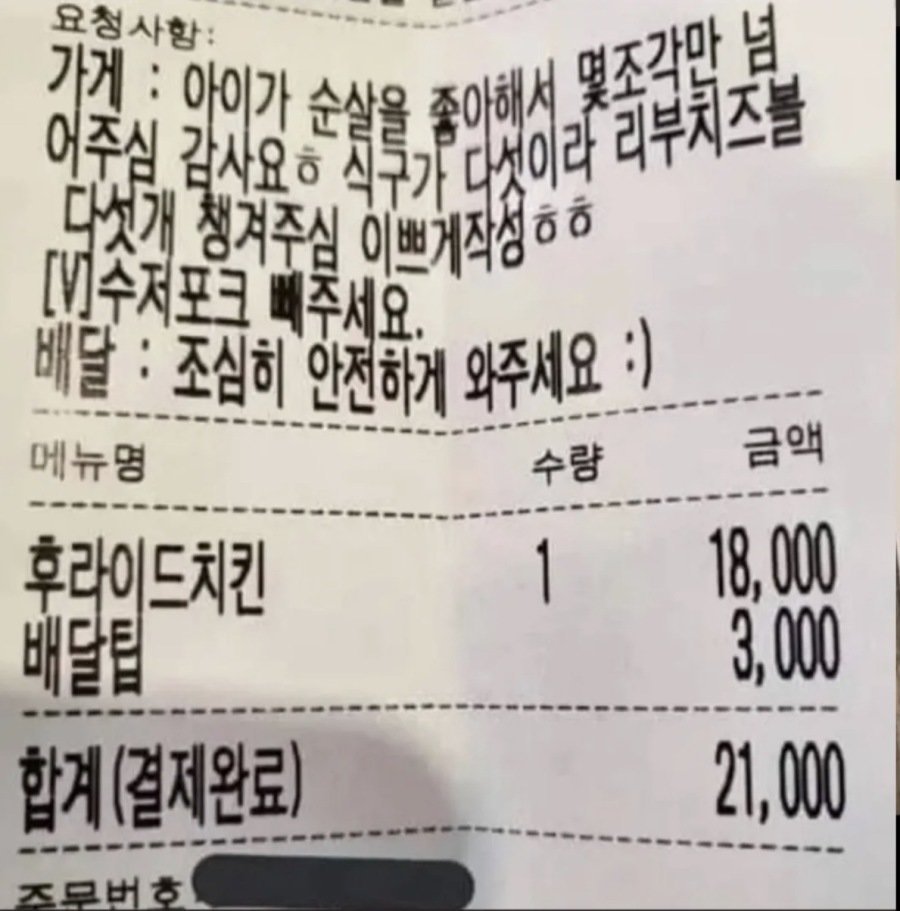 요청사항:
가게 : 아이가 순살을 좋아해서 몇조각만 넘
어주심 감사요ㅎ 식구가 다섯이라 리부치즈볼
다섯개 챙겨주심 이쁘게작성ㅎㅎ
[V]수저포크 빼주세요.
배달 : 조심히 안전하게 와주세요 :)
메뉴명 수량 금액
후라이드치킨 1 18,000
배달팁 3,000
합계(결제완료) 21,000
주문번호